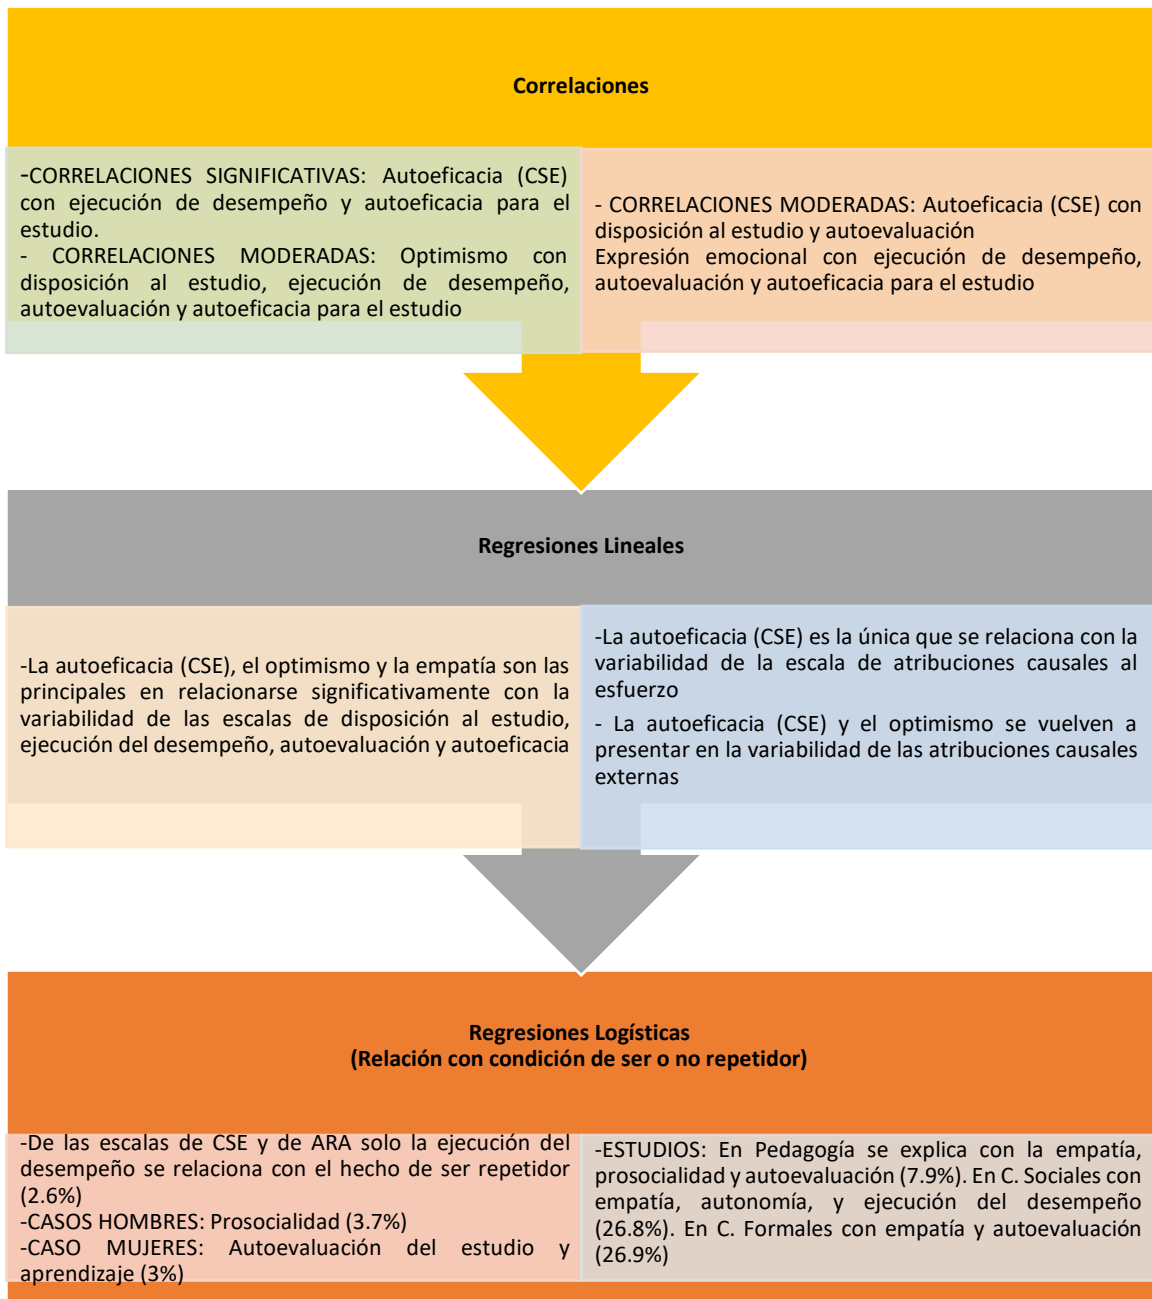 Correlaciones
-CORRELACIONES SIGNIFICATIVAS: Autoeficacia (CSE)
con ejecución de desempeño y autoeficacia para el
estudio.
- CORRELACIONES MODERADAS: Optimismo con
disposición al estudio, ejecución de desempeño,
autoevaluación y autoeficacia para el estudio
- CORRELACIONES MODERADAS: Autoeficacia (CSE) con
disposición al estudio y autoevaluación
Expresión emocional con ejecución de desempeño,
autoevaluación y autoeficacia para el estudio
Regresiones Lineales
-La autoeficacia (CSE), el optimismo y la empatía son las
principales en relacionarse significativamente con la
variabilidad de las escalas de disposición al estudio,
ejecución del desempeño, autoevaluación y autoeficacia
-La autoeficacia (CSE) es la única que se relaciona con la
variabilidad de la escala de atribuciones causales al
esfuerzo
- La autoeficacia (CSE) y el optimismo se vuelven a
presentar en la variabilidad de las atribuciones causales
externas
Regresiones Logísticas
(Relación con condición de ser o no repetidor)
-De las escalas de CSE y de ARA solo la ejecución del
desempeño se relaciona con el hecho de ser repetidor
(2.6%)
-CASOS HOMBRES: Prosocialidad (3.7%)
-CASO MUJERES: Autoevaluación del estudio y
aprendizaje (3%)
-ESTUDIOS: En Pedagogía se explica con la empatía,
prosocialidad y autoevaluación (7.9%). En C. Sociales con
empatía, autonomía, y ejecución del desempeño
(26.8%). En C. Formales con empatía y autoevaluación
(26.9%)